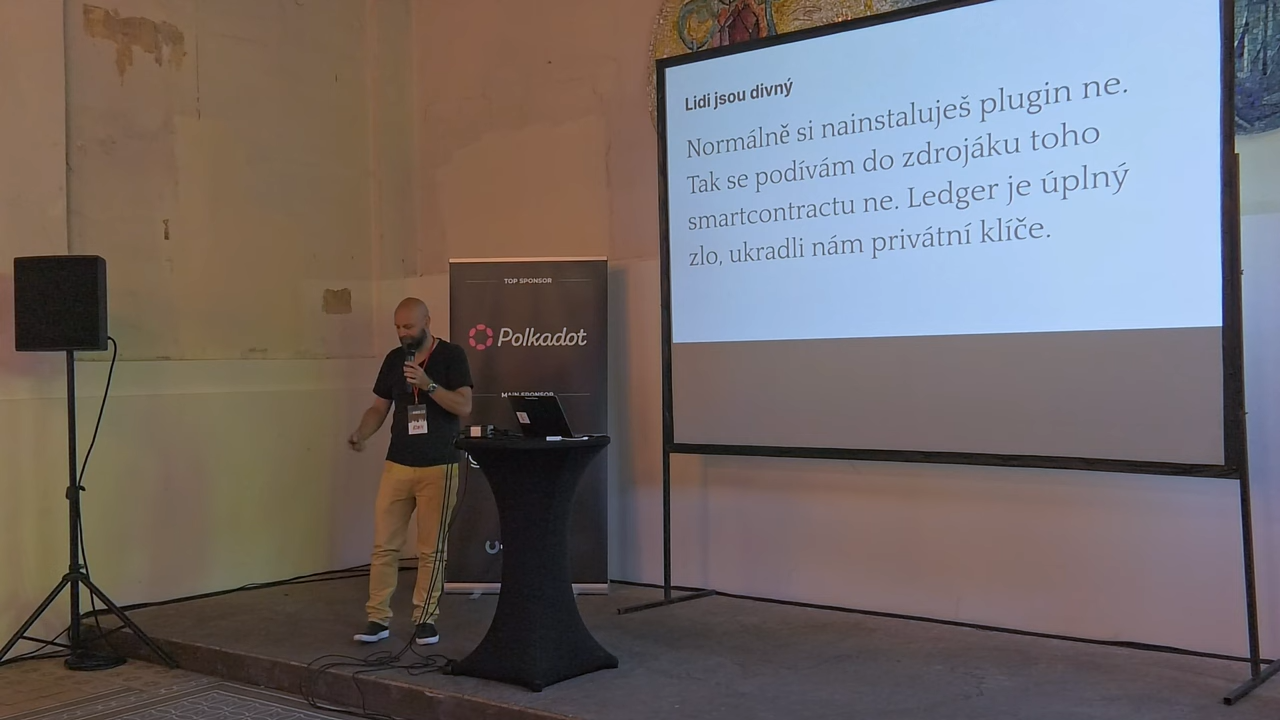 Lidi jsou divný
Normálně si nainstaluješ plugin ne.
Tak se podívám do zdrojáku toho
smartcontractu ne. Ledger je úplný
zlo, ukradli nám privátní klíče.
TOP SPONSOR
Polkadot
MAIN SPONSOR